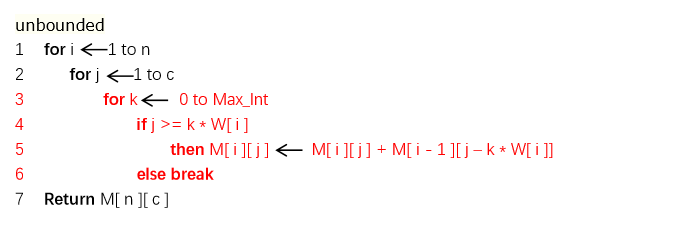 unbounded
1 for i ← 1 to n
2 for j ← 1 to c
3 for k ← 0 to Max_Int
4 if j >= k * W[ i ]
5 then M[ i ][ j ] ← M[ i ][ j ] + M[ i - 1 ][ j – k * W[ i ]]
6 else break
7 Return M[ n ][ c ]